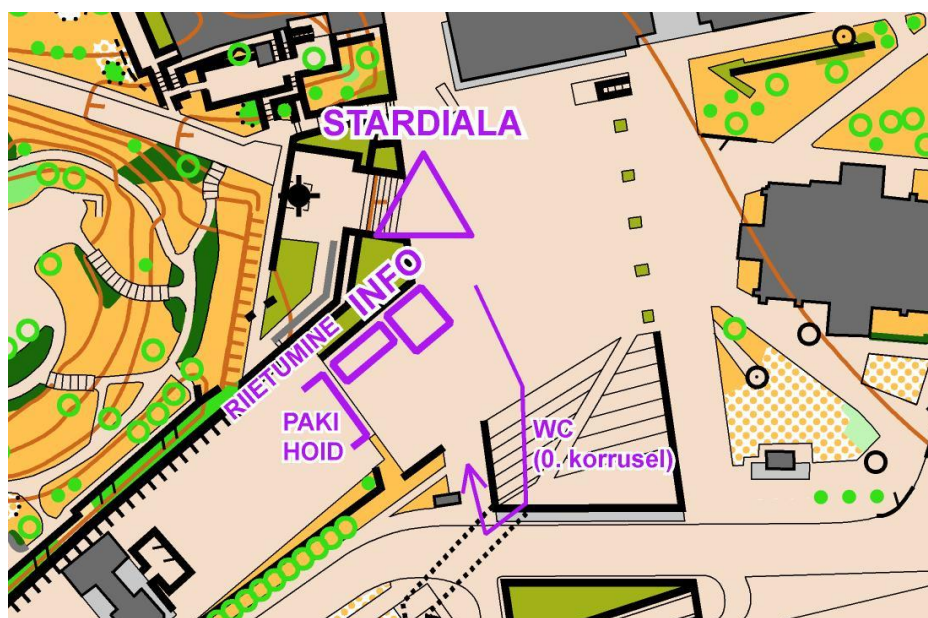 STARDIALA
INFO
RIIETUMINE
PAKI
HOID
WC
(0. korrusel)